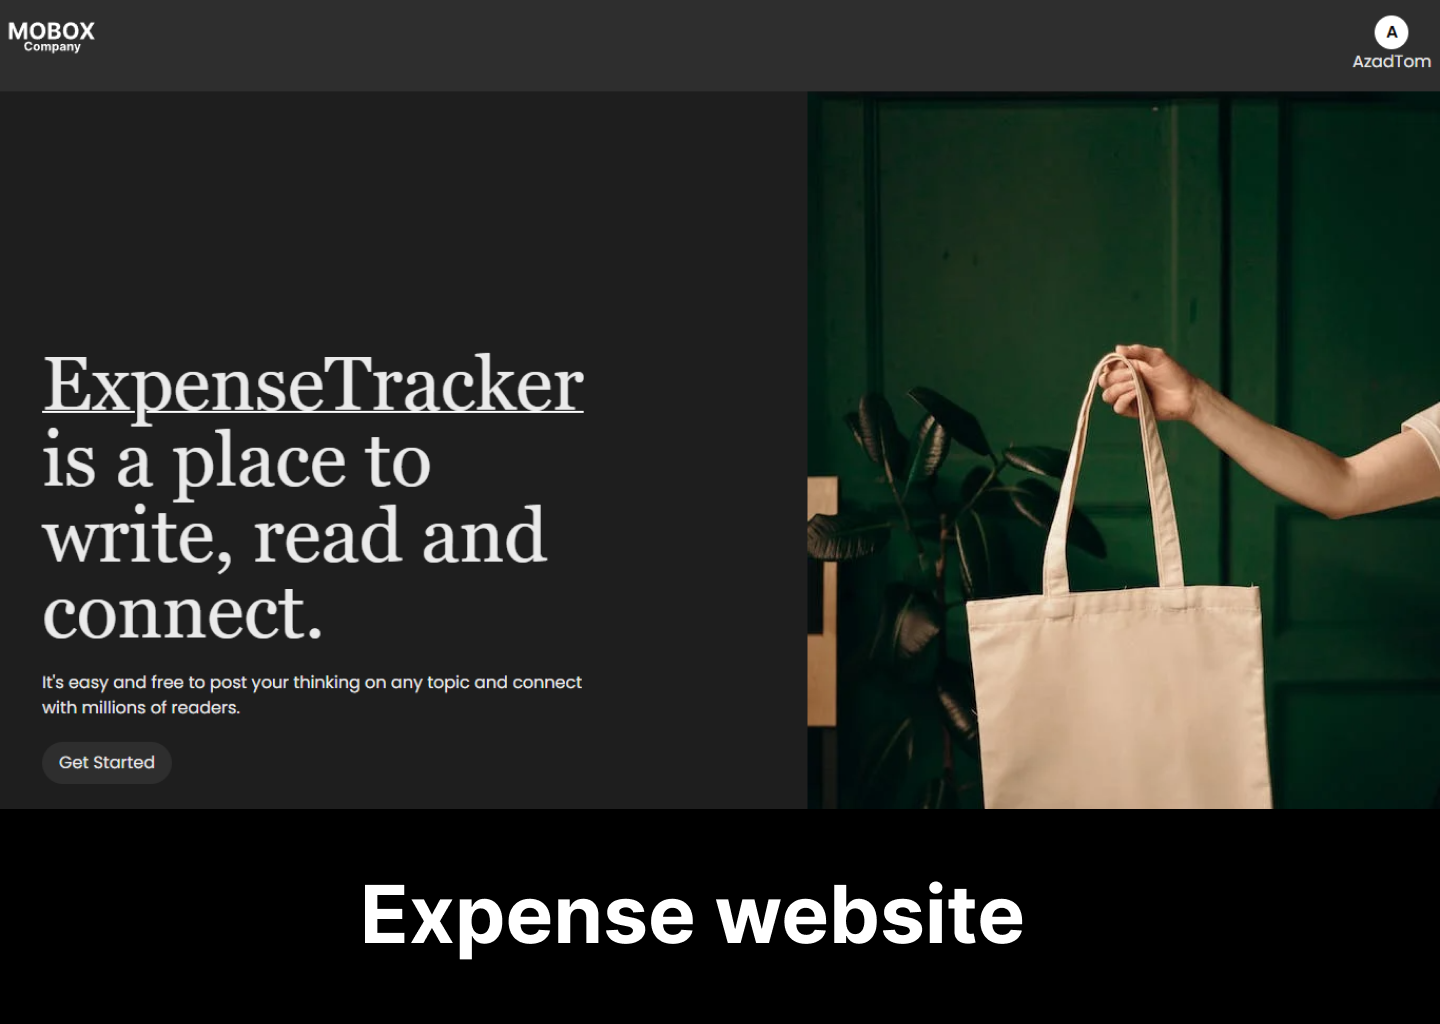 MOBOX
Company
A
AzadTom
ExpenseTracker
is a place to
write, read and
connect.
It's easy and free to post your thinking on any topic and connect
with millions of readers.
Get Started
Expense website